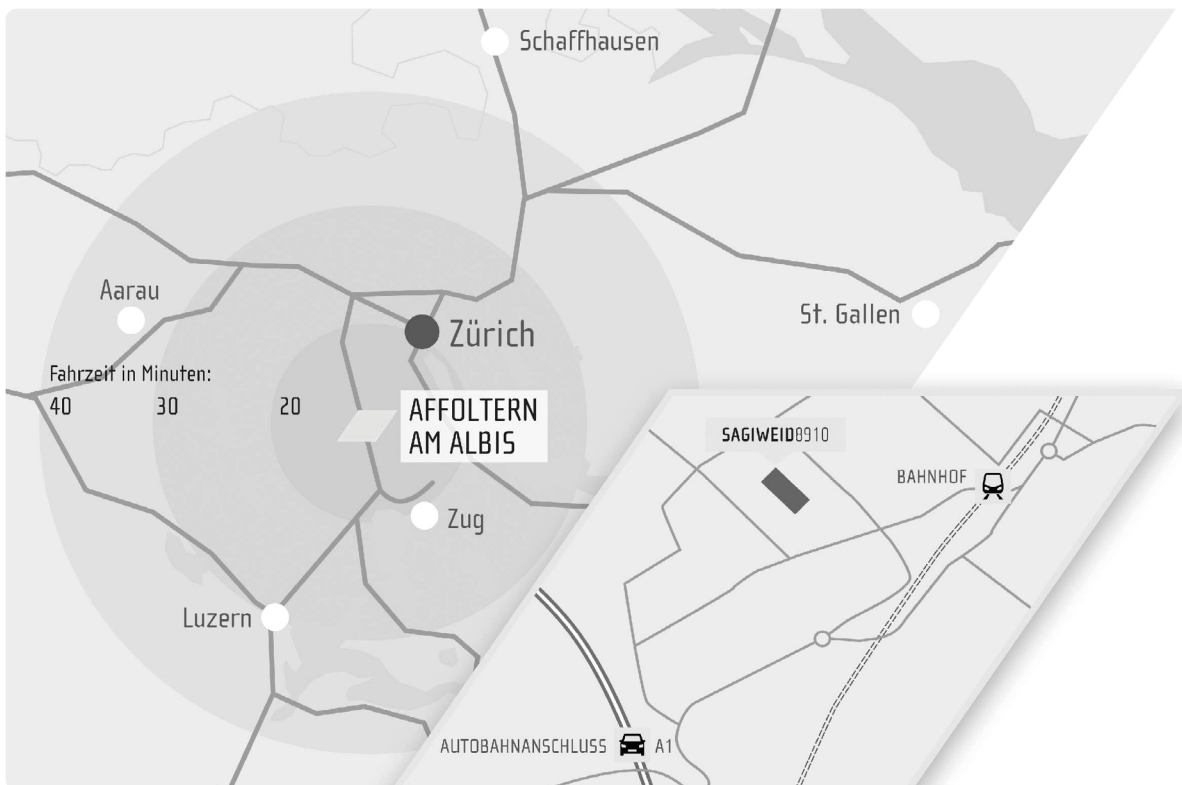 Schaffhausen
Aarau
St. Gallen
Zürich
Fahrzeit in Minuten:
40 30 20
AFFOLTERN
AM ALBIS
SAGIWEID8910
BAHNHOF
Zug
Luzern
AUTOBAHNANSCHLUSS A1